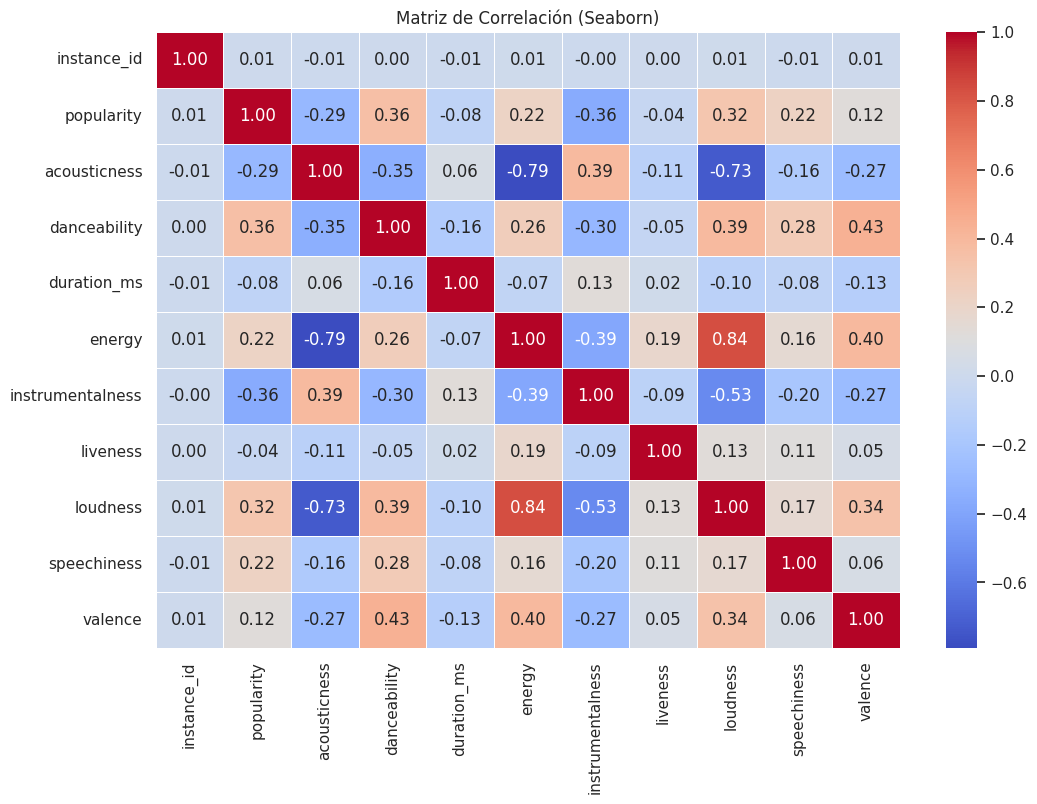 Matriz de Correlación (Seaborn)
instance_id 1.00 0.01 -0.01 0.00 -0.01 0.01 -0.00 0.00 0.01 -0.01 0.01
popularity 0.01 1.00 -0.29 0.36 -0.08 0.22 -0.36 -0.04 0.32 0.22 0.12
acousticness -0.01 -0.29 1.00 -0.35 0.06 -0.79 0.39 -0.11 -0.73 -0.16 -0.27
danceability 0.00 0.36 -0.35 1.00 -0.16 0.26 -0.30 -0.05 0.39 0.28 0.43
duration_ms -0.01 -0.08 0.06 -0.16 1.00 -0.07 0.13 0.02 -0.10 -0.08 -0.13
energy 0.01 0.22 -0.79 0.26 -0.07 1.00 -0.39 0.19 0.84 0.16 0.40
instrumentalness -0.00 -0.36 0.39 -0.30 0.13 -0.39 1.00 -0.09 -0.53 -0.20 -0.27
liveness 0.00 -0.04 -0.11 -0.05 0.02 0.19 -0.09 1.00 0.13 0.11 0.05
loudness 0.01 0.32 -0.73 0.39 -0.10 0.84 -0.53 0.13 1.00 0.17 0.34
speechiness -0.01 0.22 -0.16 0.28 -0.08 0.16 -0.20 0.11 0.17 1.00 0.06
valence 0.01 0.12 -0.27 0.43 -0.13 0.40 -0.27 0.05 0.34 0.06 1.00
instance_id
popularity
acousticness
danceability
duration_ms
energy
instrumentalness
liveness
loudness
speechiness
valence
1.0
0.8
0.6
0.4
0.2
0.0
−0.2
−0.4
−0.6